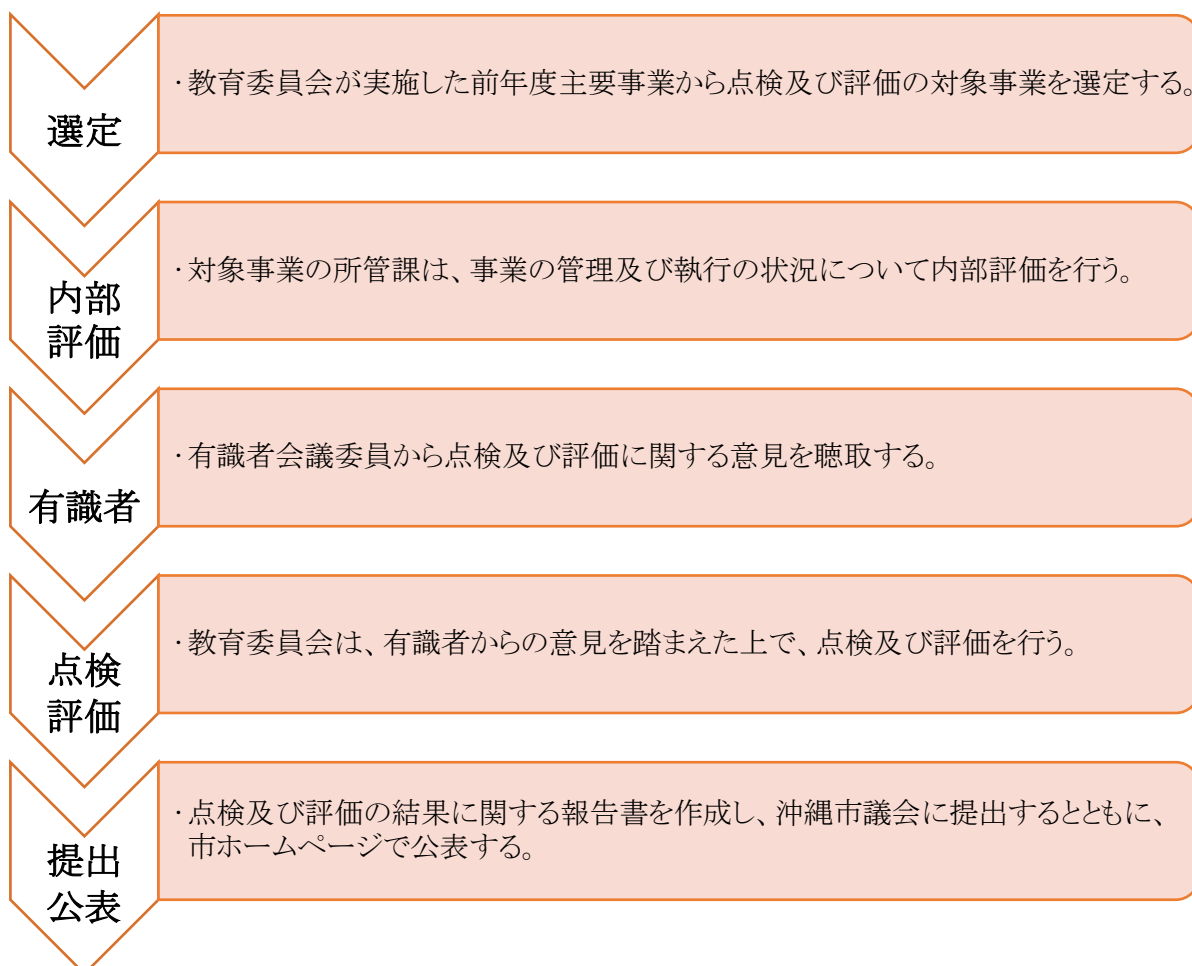 選定
・教育委員会が実施した前年度主要事業から点検及び評価の対象事業を選定する。
内部
評価
・対象事業の所管課は、事業の管理及び執行の状況について内部評価を行う。
有識者
・有識者会議委員から点検及び評価に関する意見を聴取する。
点検
評価
・教育委員会は、有識者からの意見を踏まえた上で、点検及び評価を行う。
提出
公表
・点検及び評価の結果に関する報告書を作成し、沖縄市議会に提出するとともに、
市ホームページで公表する。